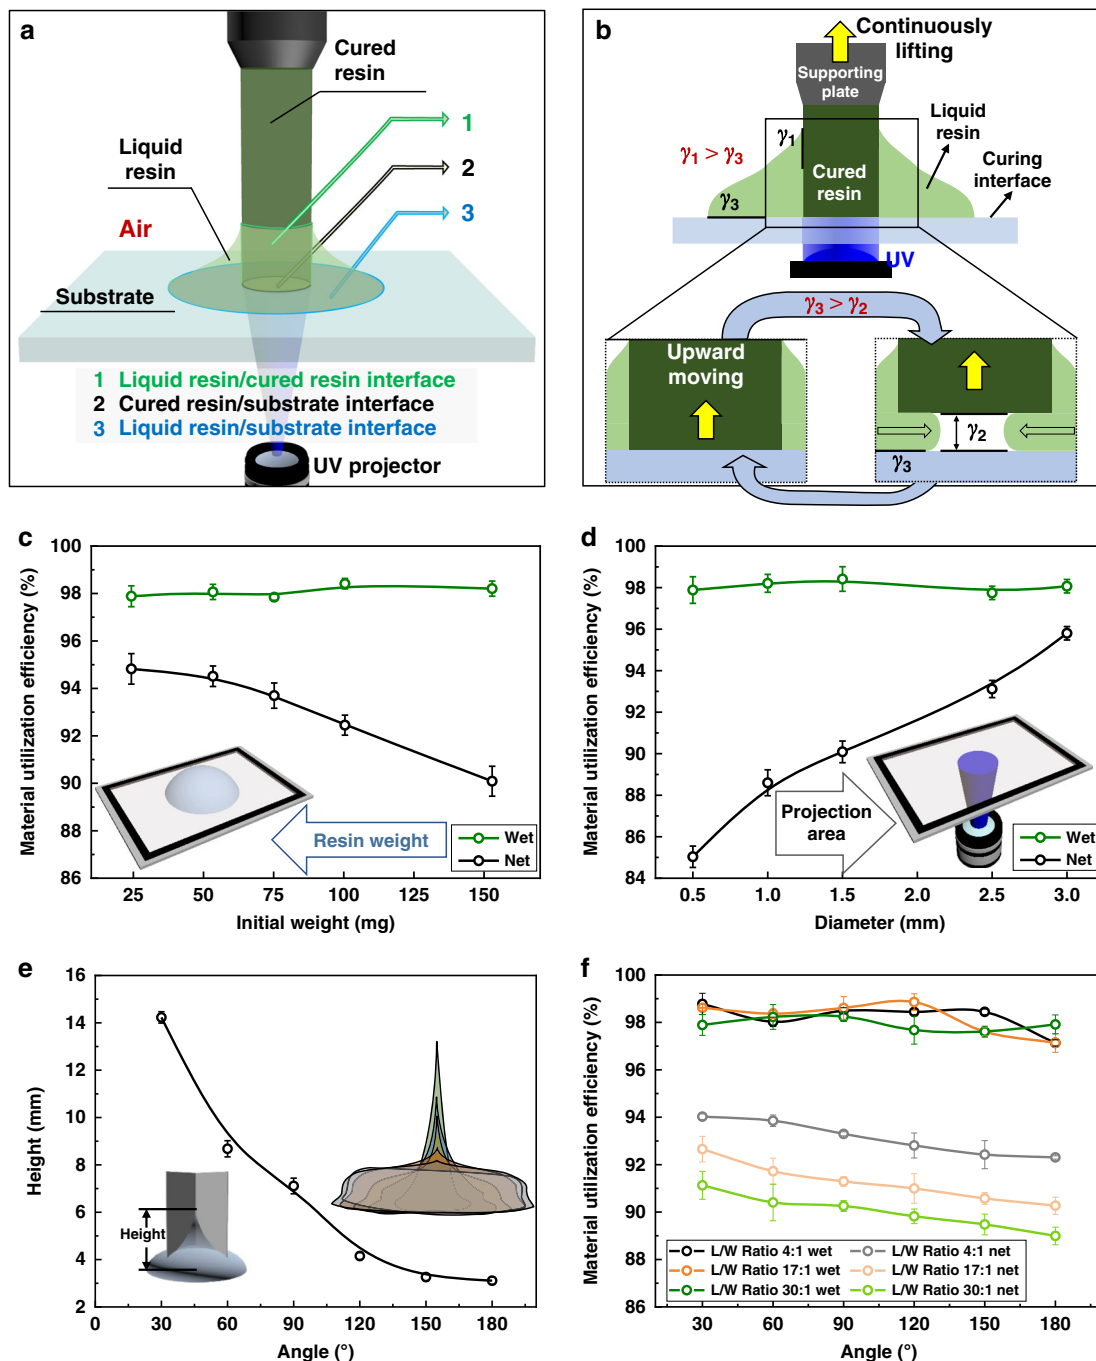 a
Cured
resin
1
Liquid
resin
2
Air
3
Substrate
1 Liquid resin/cured resin interface
2 Cured resin/substrate interface
3 Liquid resin/substrate interface
UV projector
b
Continuously
lifting
Supporting
plate
γ1
Liquid
resin
γ1 > γ3
Cured
resin
Curing
interface
γ3
UV
γ3 > γ2
Upward
moving
γ2
γ3
c
Material utilization efficiency (%)
100
98
96
94
92
90
88
86
Resin weight
Wet
Net
25 50 75 100 125 150
Initial weight (mg)
d
Material utilization efficiency (%)
100
98
96
94
92
90
88
86
84
Projection
area
Wet
Net
0.5 1.0 1.5 2.0 2.5 3.0
Diameter (mm)
e
Height (mm)
16
14
12
10
8
6
4
2
Height
0 30 60 90 120 150 180
Angle (°)
f
Material utilization efficiency (%)
100
98
96
94
92
90
88
86
L/W Ratio 4:1 wet L/W Ratio 4:1 net
L/W Ratio 17:1 wet L/W Ratio 17:1 net
L/W Ratio 30:1 wet L/W Ratio 30:1 net
30 60 90 120 150 180
Angle (°)